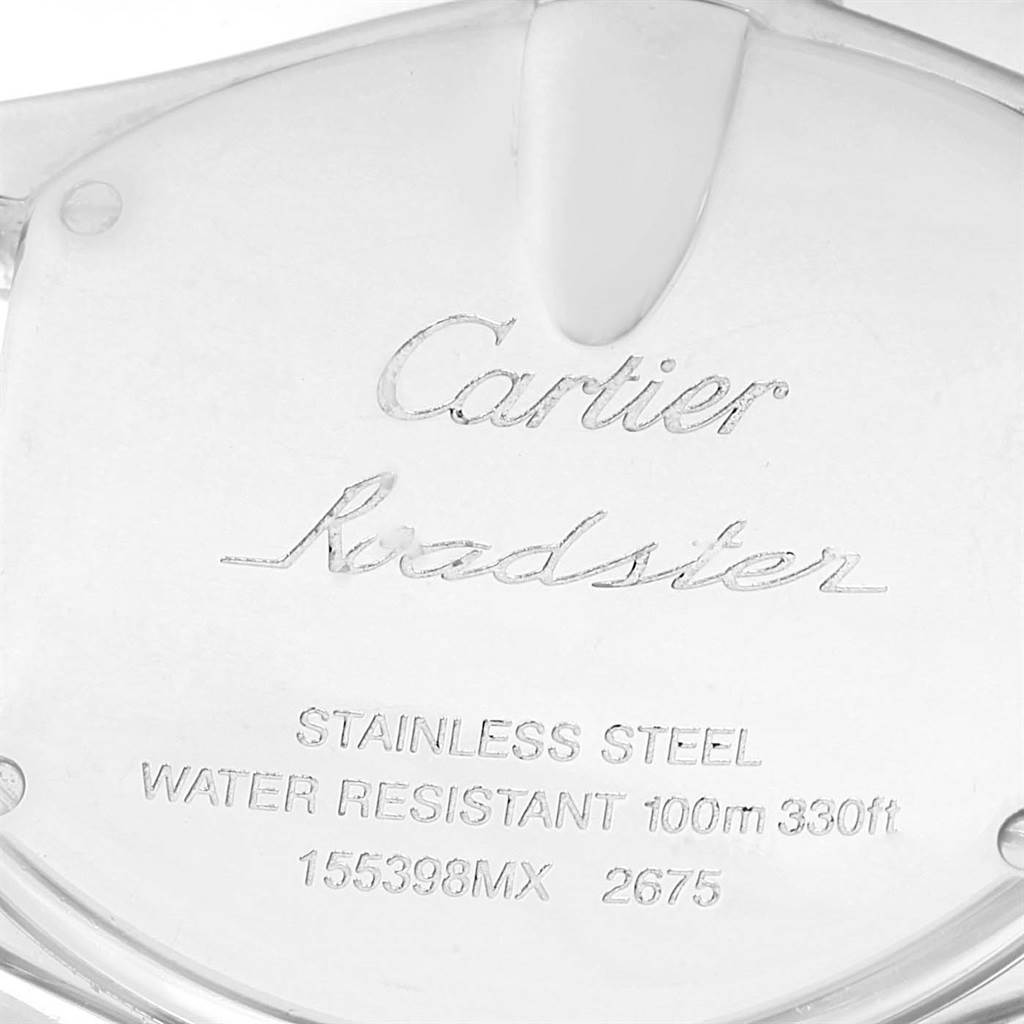 Cartier
Roadster
STAINLESS STEEL
WATER RESISTANT 100m 330ft
155398MX 2675